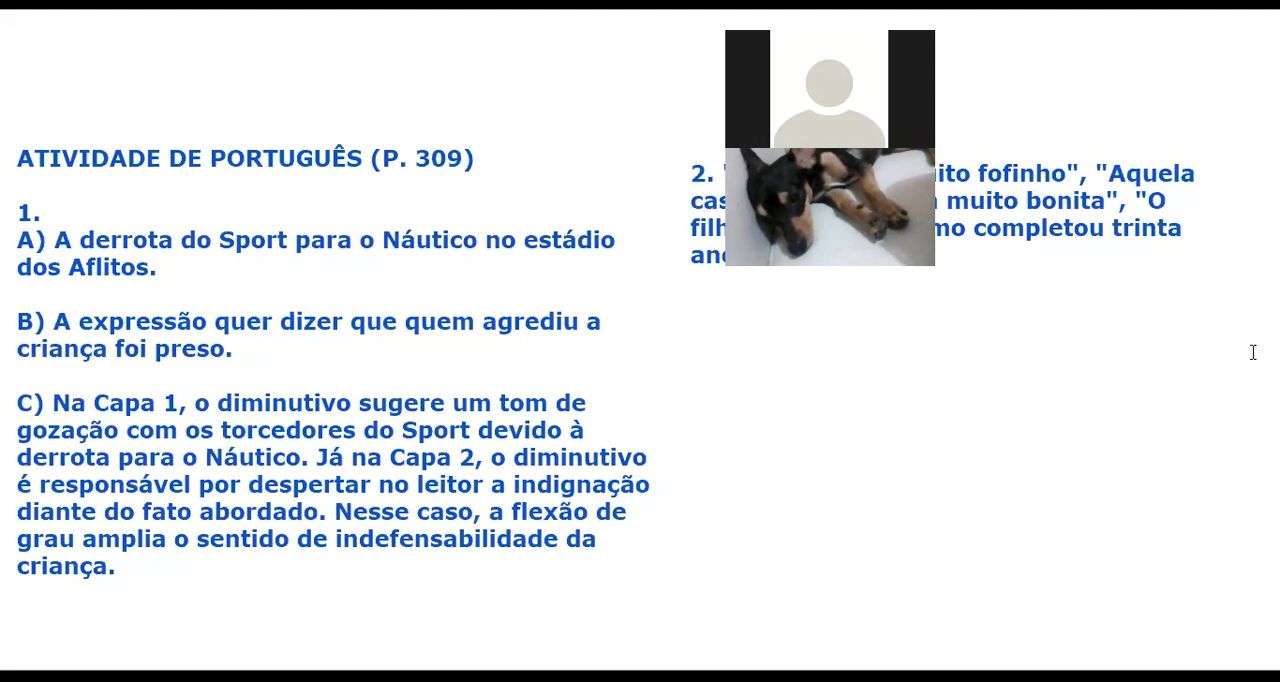 ATIVIDADE DE PORTUGUÊS (P. 309)
1.
A) A derrota do Sport para o Náutico no estádio
dos Aflitos.
B) A expressão quer dizer que quem agrediu a
criança foi preso.
C) Na Capa 1, o diminutivo sugere um tom de
gozação com os torcedores do Sport devido à
derrota para o Náutico. Já na Capa 2, o diminutivo
é responsável por despertar no leitor a indignação
diante do fato abordado. Nesse caso, a flexão de
grau amplia o sentido de indefensabilidade da
criança.
2. " fofinho", "Aquela
muito bonita", "O
completou trinta